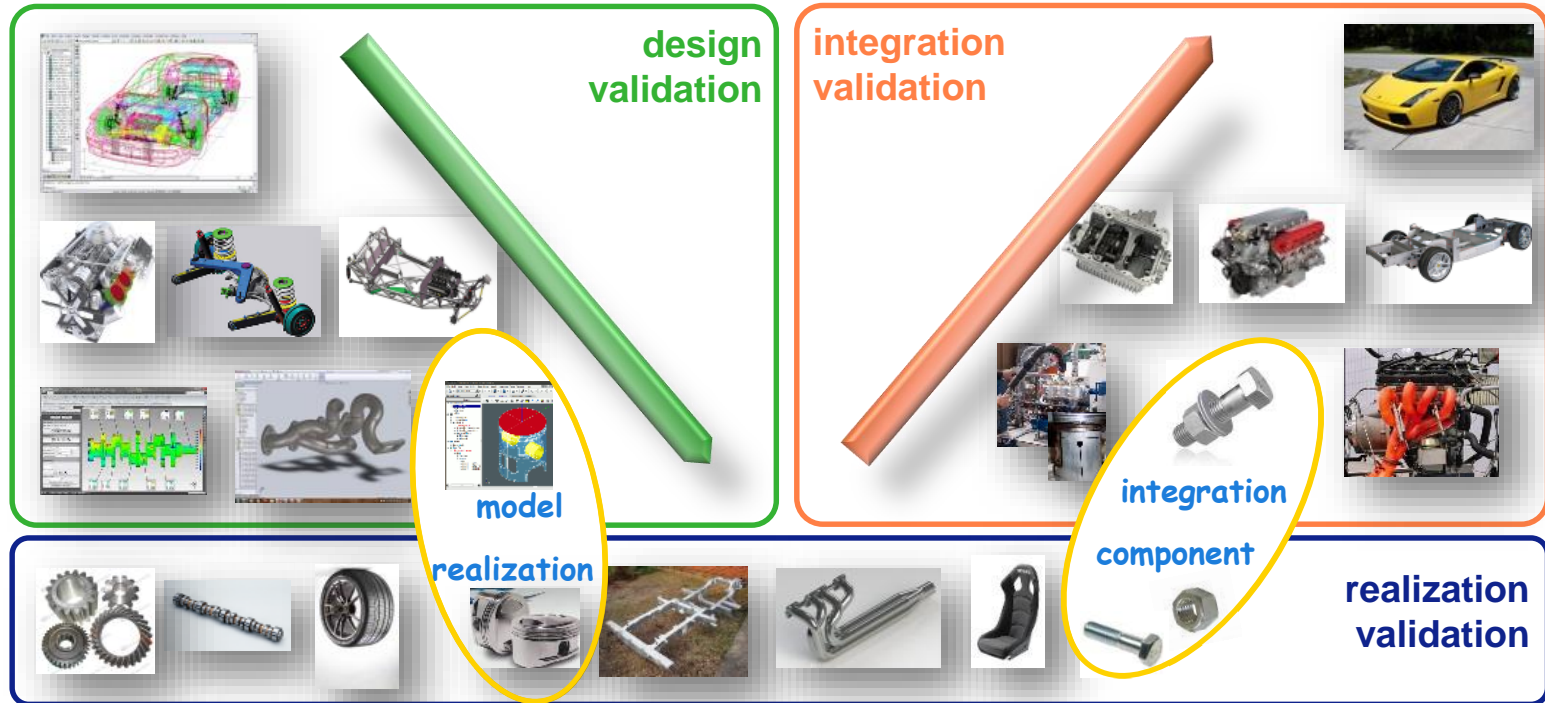 design
validation
integration
validation
model
realization
integration
component
realization
validation